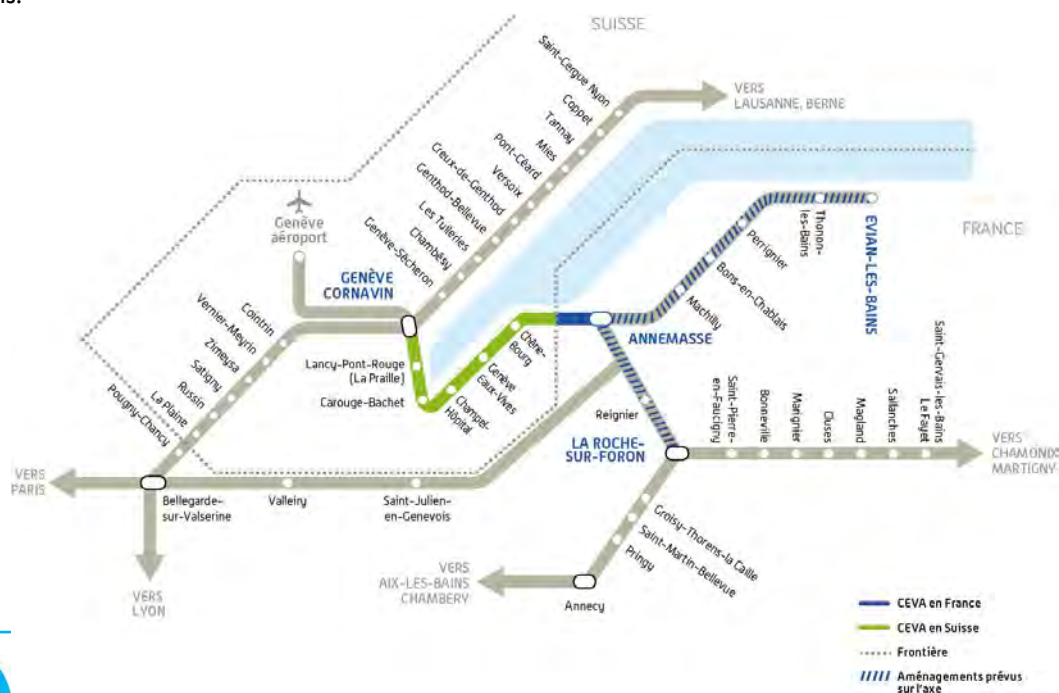 SUISSE
VERS
LAUSANNE, BERNE
Saint-Cergue Nyon
Coppet
Tannay
Mies
Pont-Céard
Versoix
Creux-de-Genthod
Genthod-Bellevue
Les Tuileries
Chambésy
Genève-Sécheron
Genève
aéroport
GENÈVE
CORNAVIN
Cointrin
Vernier-Meyrin
Zimeysa
Satigny
Russin
La Plaine
Pougny-Chancy
Lancy-Pont-Rouge
(La Praille)
Carouge-Bachet
Champel-
Hôpital
Genève
Eaux-Vives
Chêne-
Bourg
ANNEMASSE
Machilly
Bons-en-Chablais
Perrignier
Thonon-
les-Bains
EVIAN-LES-BAINS
FRANCE
Reignier
LA ROCHE-
SUR-FORON
Saint-Pierre-
en-Faucigny
Bonneville
Marignier
Cluses
Magland
Sallanches
Saint-Gervais-les-Bains
Le Fayet
VERS
MARTIGNY
VERS
PARIS
Bellegarde-
sur-Valserine
Valleiry
Saint-Julien-
en-Genevois
VERS
LYON
Groisy-Thorens-la Caille
Saint-Martin-Bellevue
Pringy
Annecy
VERS
AIX-LES-BAINS
CHAMBERY
CEVA en France
CEVA en Suisse
Frontière
Aménagements prévus
sur l'axe